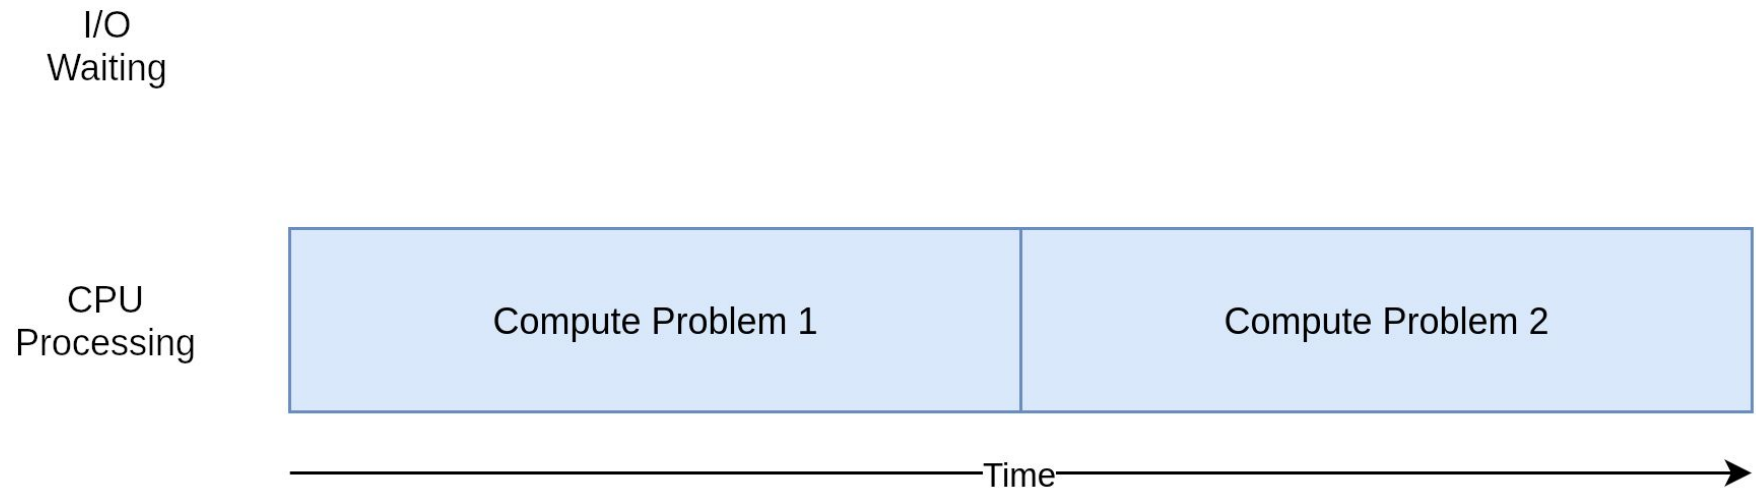 I/O
Waiting
CPU
Processing
Compute Problem 1
Compute Problem 2
Time